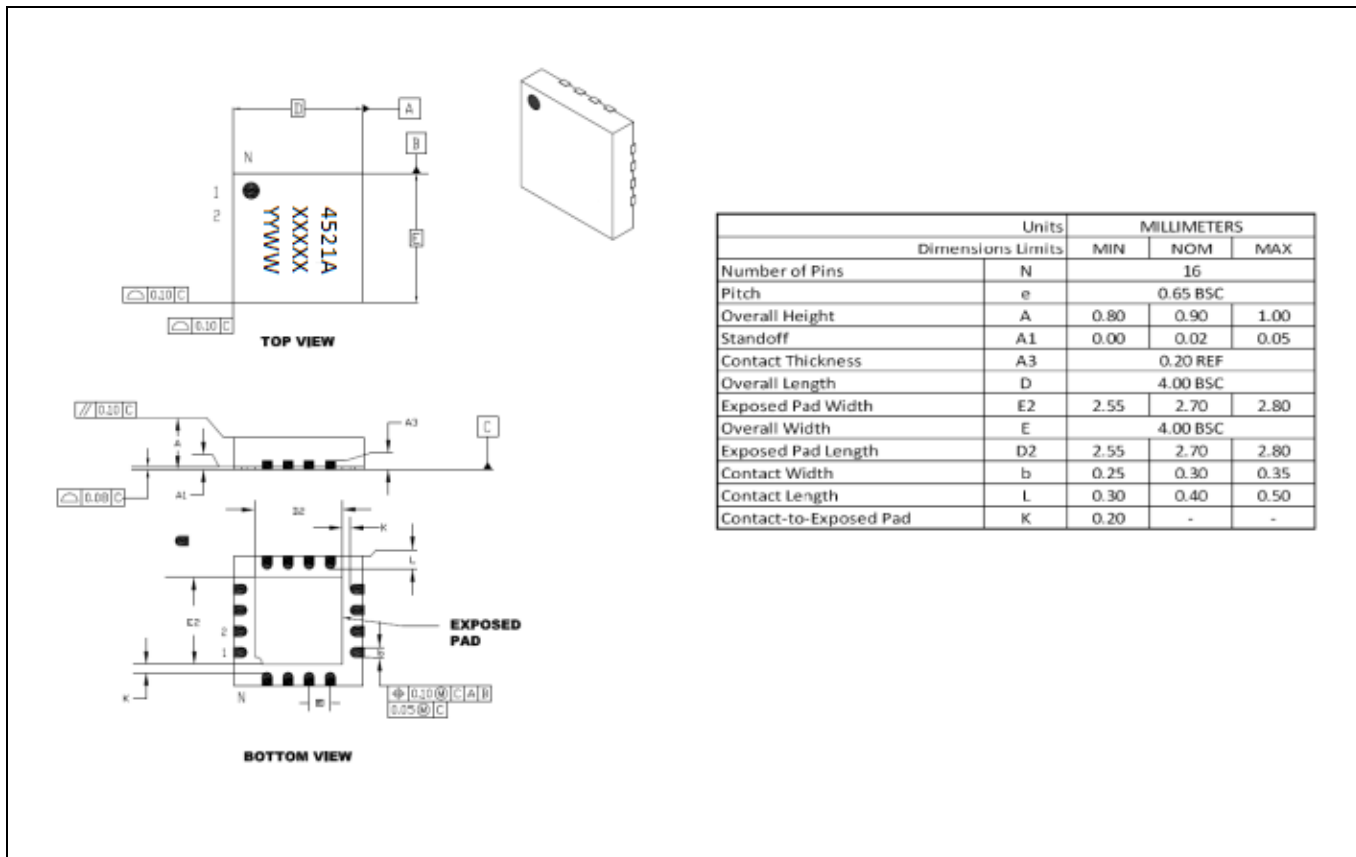 D
A
B
N
1
2
4521A
XXXXX
YYWW
E
0.10 C
0.10 C
TOP VIEW
// 0.10 C
A
A3
C
0.08 C
A1
D2
K
L
E2
2
1
EXPOSED
PAD
K
N
e
b
0.10 Ⓜ C A B
0.05 Ⓜ C
BOTTOM VIEW
Units MILLIMETERS
Dimensions Limits MIN NOM MAX
Number of Pins N 16
Pitch e 0.65 BSC
Overall Height A 0.80 0.90 1.00
Standoff A1 0.00 0.02 0.05
Contact Thickness A3 0.20 REF
Overall Length D 4.00 BSC
Exposed Pad Width E2 2.55 2.70 2.80
Overall Width E 4.00 BSC
Exposed Pad Length D2 2.55 2.70 2.80
Contact Width b 0.25 0.30 0.35
Contact Length L 0.30 0.40 0.50
Contact-to-Exposed Pad K 0.20 - -